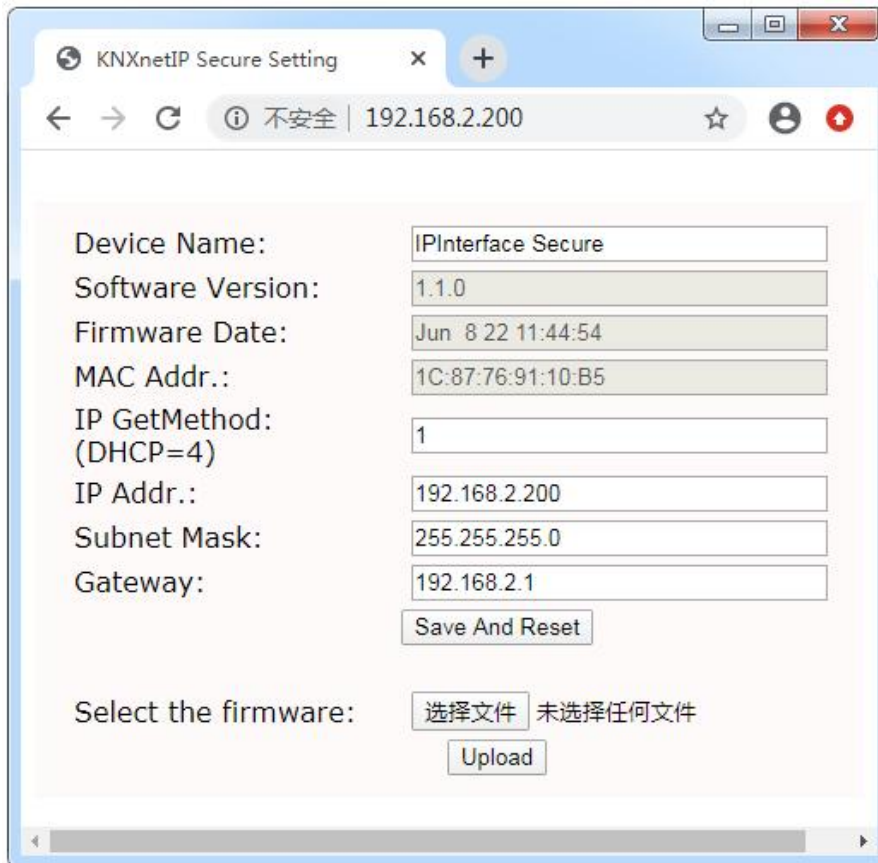 KNXnetIP Secure Setting
不安全 | 192.168.2.200
Device Name: IPInterface Secure
Software Version: 1.1.0
Firmware Date: Jun  8 22 11:44:54
MAC Addr.: 1C:87:76:91:10:B5
IP GetMethod:
(DHCP=4) 1
IP Addr.: 192.168.2.200
Subnet Mask: 255.255.255.0
Gateway: 192.168.2.1
Save And Reset
Select the firmware: 选择文件 未选择任何文件
Upload